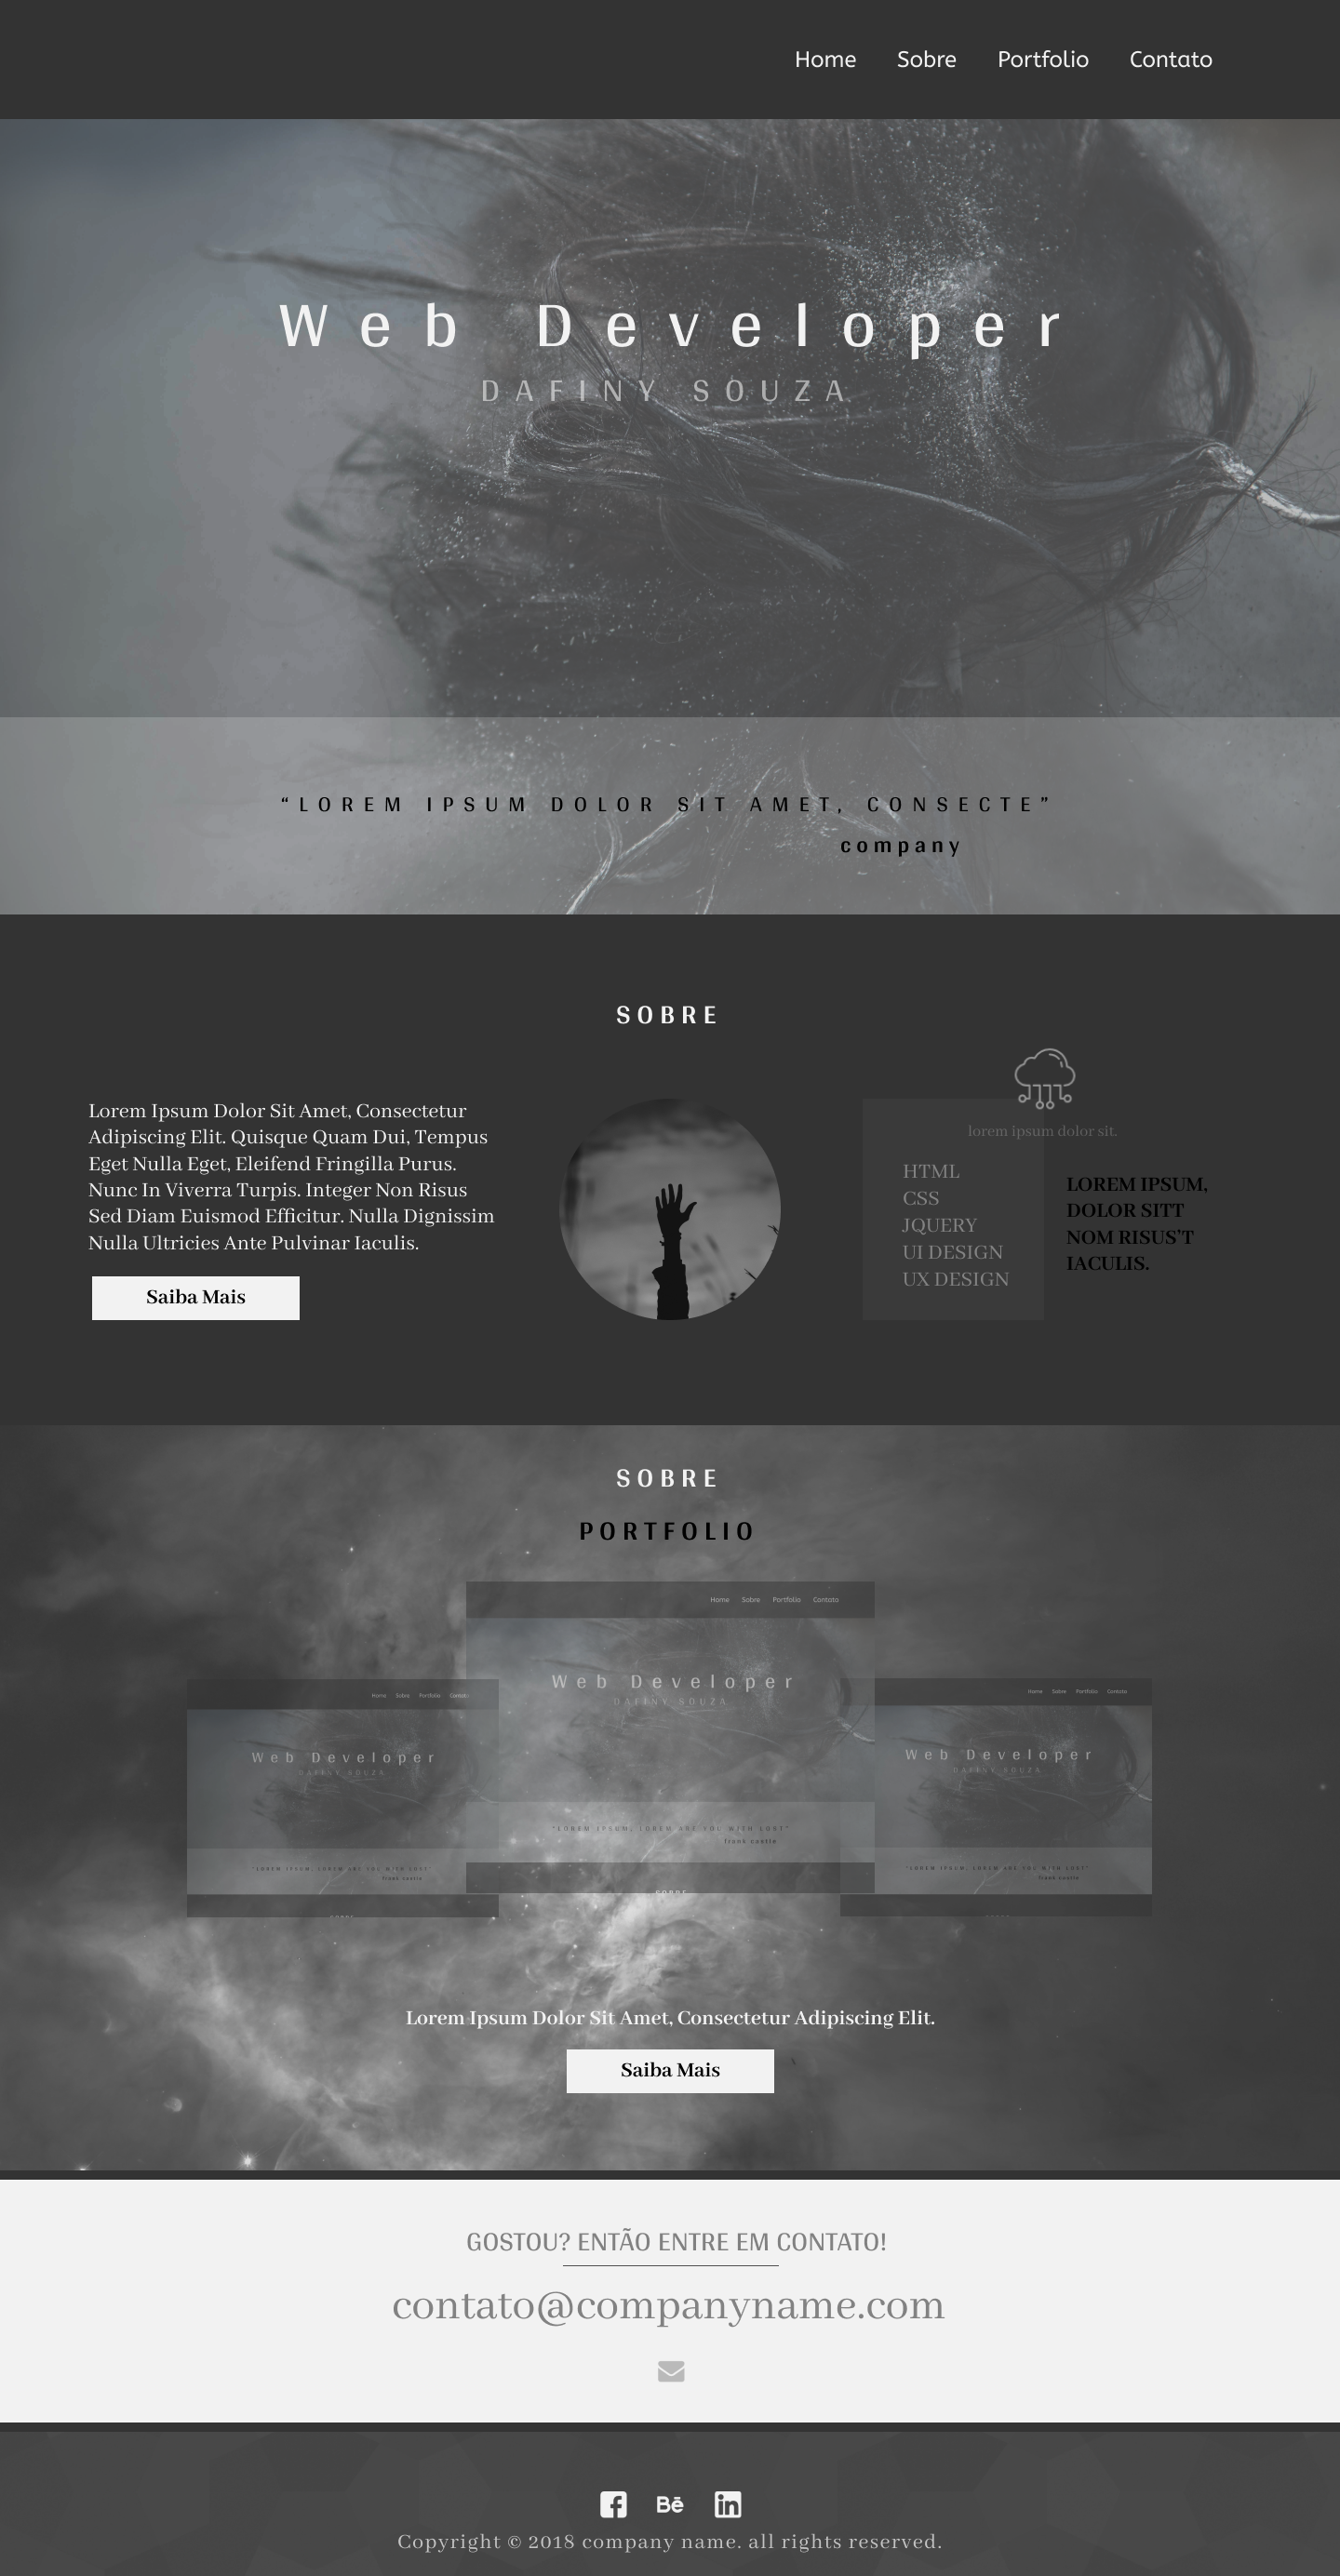 Home Sobre Portfolio Contato
Web Developer
DAFINY SOUZA
“LOREM IPSUM DOLOR SIT AMET, CONSECTE”
company
SOBRE
Lorem Ipsum Dolor Sit Amet, Consectetur
Adipiscing Elit. Quisque Quam Dui, Tempus
Eget Nulla Eget, Eleifend Fringilla Purus.
Nunc In Viverra Turpis. Integer Non Risus
Sed Diam Euismod Efficitur. Nulla Dignissim
Nulla Ultricies Ante Pulvinar Iaculis.
Saiba Mais
lorem ipsum dolor sit.
HTML
CSS
JQUERY
UI DESIGN
UX DESIGN
LOREM IPSUM,
DOLOR SITT
NOM RISUS’T
IACULIS.
SOBRE
PORTFOLIO
Home Sobre Portfolio Contato
Web Developer
DAFINY SOUZA
"LOREM IPSUM, LOREM ARE YOU WITH LOST"
frank castle
SOBRE
Home Sobre Portfolio Contato
Web Developer
DAFINY SOUZA
"LOREM IPSUM, LOREM ARE YOU WITH LOST"
frank castle
Home Sobre Portfolio Contato
Web Developer
DAFINY SOUZA
"LOREM IPSUM, LOREM ARE YOU WITH LOST"
frank castle
Lorem Ipsum Dolor Sit Amet, Consectetur Adipiscing Elit.
Saiba Mais
GOSTOU? ENTÃO ENTRE EM CONTATO!
contato@companyname.com
Bē
in
Copyright © 2018 company name. all rights reserved.